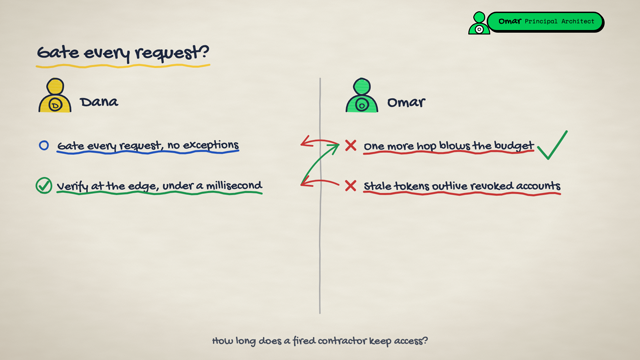 Omar Principal Architect
Gate every request?
D
Dana
O
Omar
Gate every request, no exceptions
One more hop blows the budget
Verify at the edge, under a millisecond
Stale tokens outlive revoked accounts
How long does a fired contractor keep access?